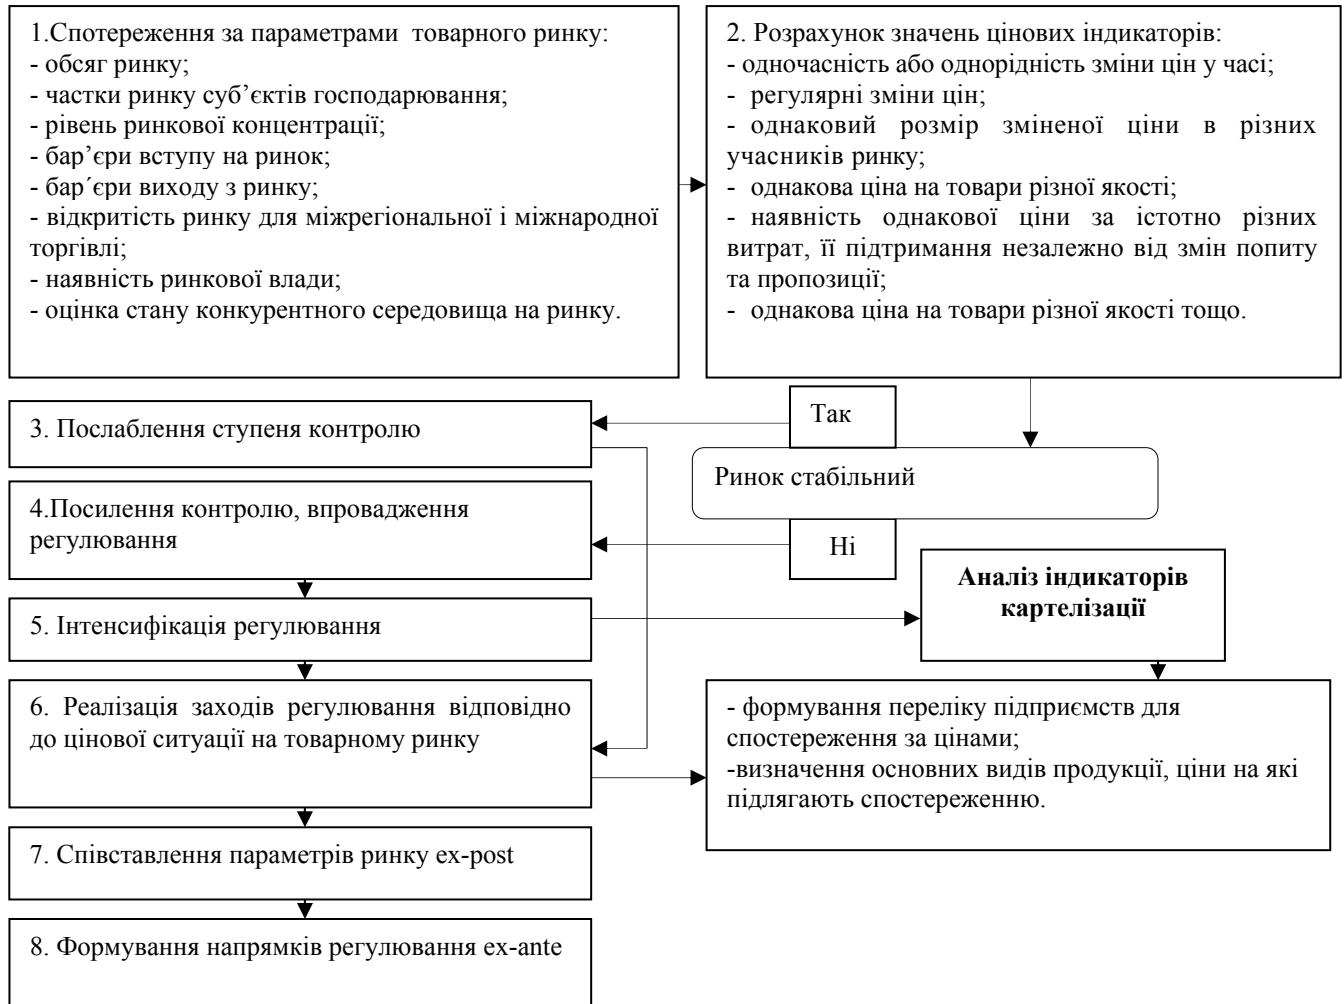 1.Спотереження за параметрами товарного ринку:
- обсяг ринку;
- частки ринку суб’єктів господарювання;
- рівень ринкової концентрації;
- бар’єри вступу на ринок;
- бар´єри виходу з ринку;
- відкритість ринку для міжрегіональної і міжнародної
торгівлі;
- наявність ринкової влади;
- оцінка стану конкурентного середовища на ринку.
2. Розрахунок значень цінових індикаторів:
- одночасність або однорідність зміни цін у часі;
- регулярні зміни цін;
- однаковий розмір зміненої ціни в різних
учасників ринку;
- однакова ціна на товари різної якості;
- наявність однакової ціни за істотно різних
витрат, її підтримання незалежно від змін попиту
та пропозиції;
- однакова ціна на товари різної якості тощо.
Так
3. Послаблення ступеня контролю
Ринок стабільний
4.Посилення контролю, впровадження
регулювання
Ні
Аналіз індикаторів
картелізації
5. Інтенсифікація регулювання
6. Реалізація заходів регулювання відповідно
до цінової ситуації на товарному ринку
- формування переліку підприємств для
спостереження за цінами;
-визначення основних видів продукції, ціни на які
підлягають спостереженню.
7. Співставлення параметрів ринку ex-post
8. Формування напрямків регулювання ex-ante